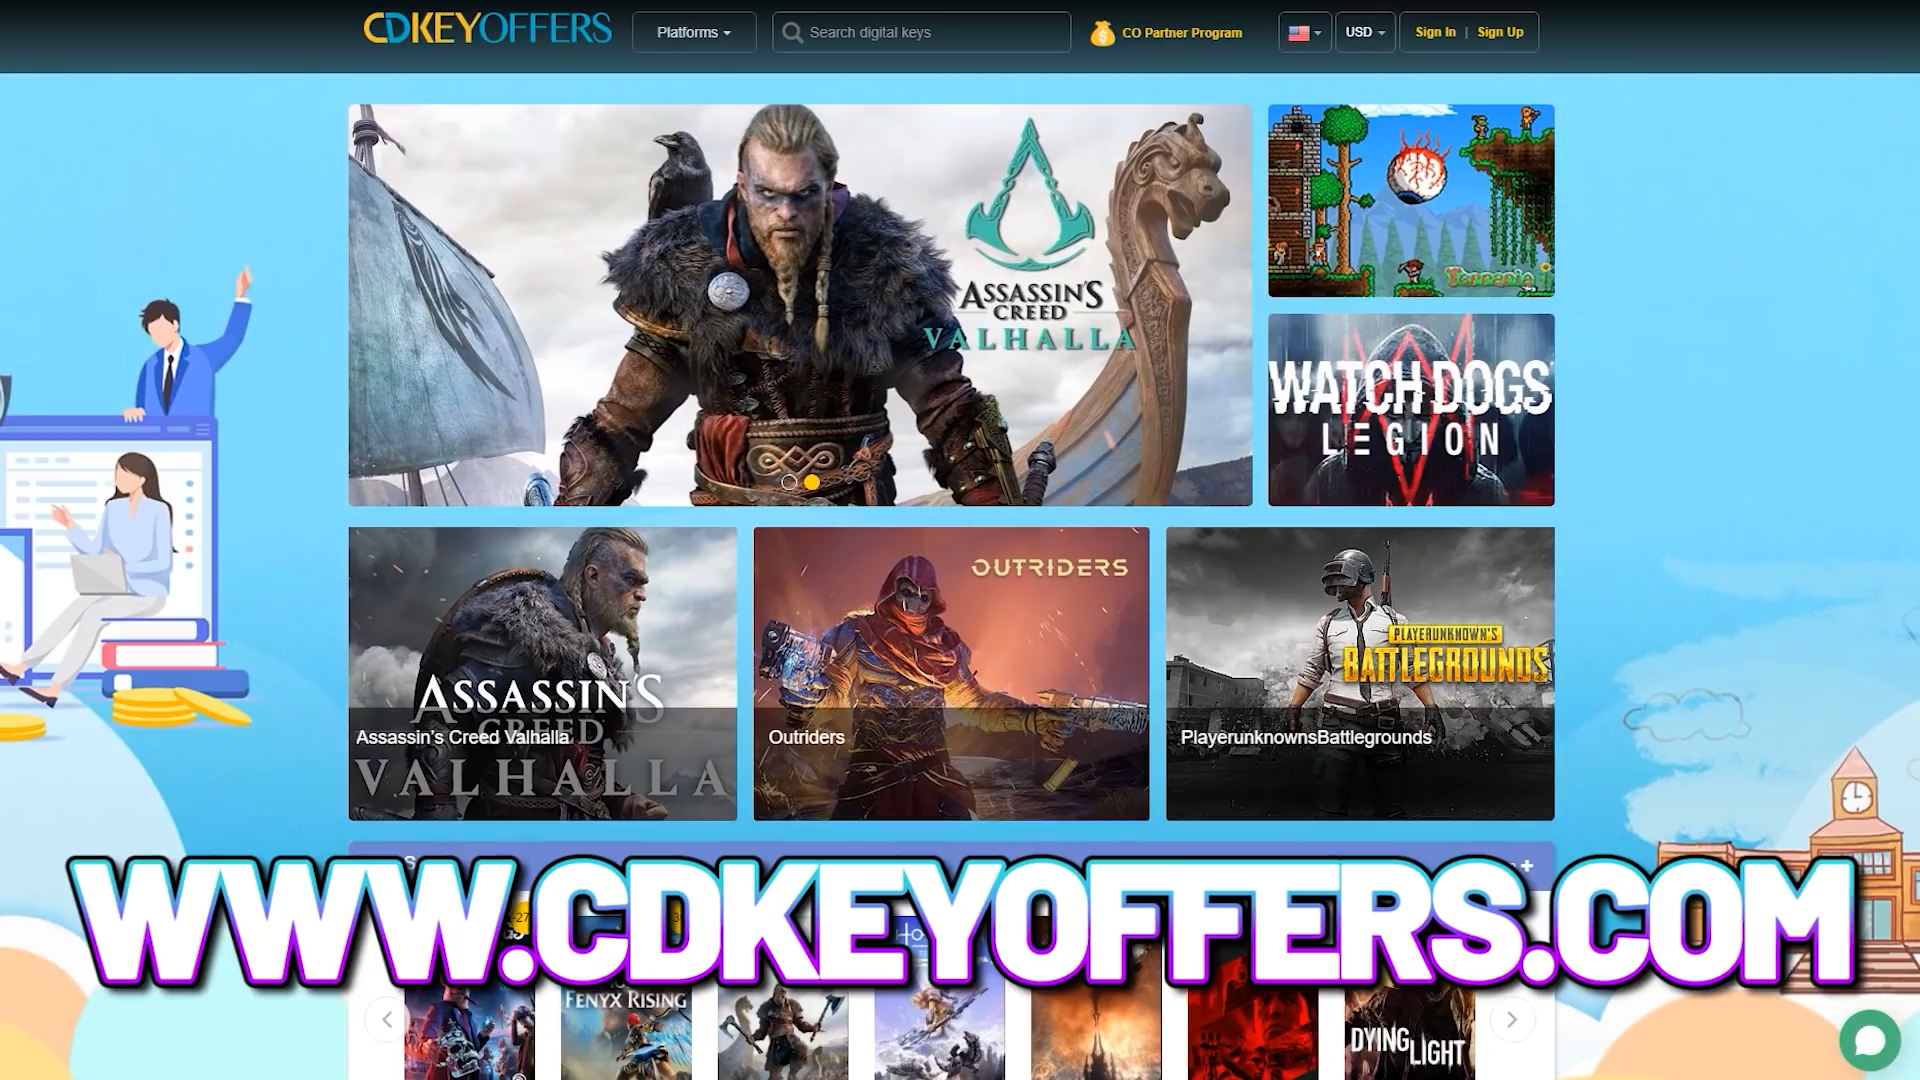 CDKEYOFFERS
Platforms
Search digital keys
CO Partner Program
USD
Sign In | Sign Up
ASSASSIN'S
CREED
VALHALLA
Terraria
WATCH DOGS
LEGION
ASSASSIN'S
CREED
VALHALLA
Assassin's Creed Valhalla
OUTRIDERS
Outriders
PLAYERUNKNOWN'S
BATTLEGROUNDS
PlayerunknownsBattlegrounds
WWW.CDKEYOFFERS.COM
FENYX RISING
DYING LIGHT